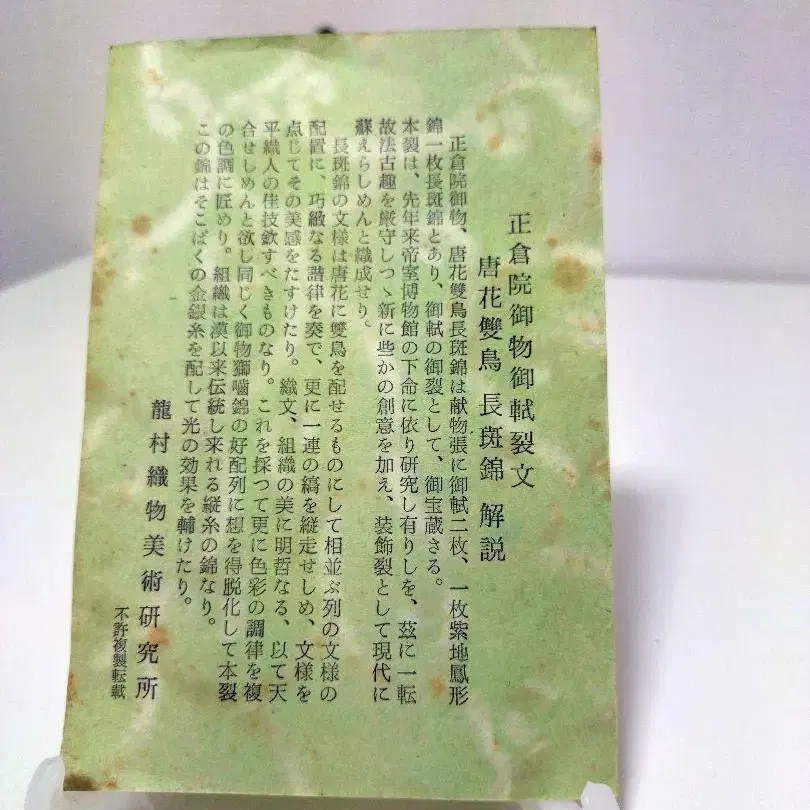 正倉院御物御軾裂文
唐花雙鳥 長斑錦 解説
正倉院御物、唐花雙鳥長斑錦は献物張に御軾二枚、一枚紫地鳳形
錦一枚長斑錦とあり、御軾の御裂として、御宝蔵さる。
本裂は、先年来帝室博物館の下命に依り研究し有りしを、茲に一転
故法古趣を厳守しつゝ新に些かの創意を加え、装飾裂として現代に
蘇えらしめんと織成せり。
長斑錦の文様は唐花に雙鳥を配せるものにして相並ぶ列の文様の
配置に、巧緻なる諧律を奏で、更に一連の縞を縦走せしめ、文様を
点じてその美感をたすけたり。織文、組織の美に明哲なる、以て天
平織人の佳技欽すべきものなり。これを採つて更に色彩の調律を複
合せしめんと欲し同じく御物獅嚙錦の好配列に想を得脱化して本裂
の色調に匠めり。組織は漢以来伝統し来れる縦糸の錦なり。
この錦はそこばくの金銀糸を配して光の効果を輔けたり。
龍村織物美術研究所
不許複製転載